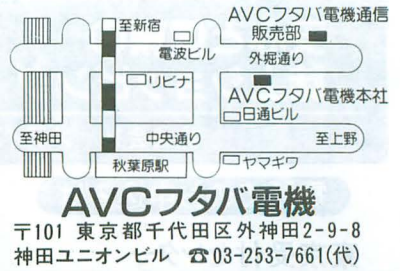 至新宿
AVCフタバ電機通信
販売部
電波ビル
外堀通り
リビナ
AVCフタバ電機本社
日通ビル
至神田
中央通り
至上野
秋葉原駅
ヤマギワ
AVCフタバ電機
〒101 東京都千代田区外神田2-9-8
神田ユニオンビル ☎03-253-7661(代)